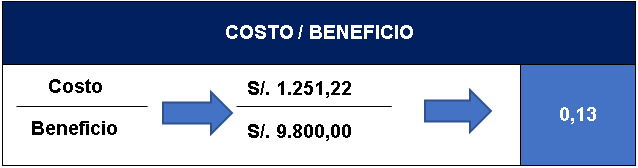 COSTO / BENEFICIO
Costo
Beneficio
S/. 1.251,22
S/. 9.800,00
0,13